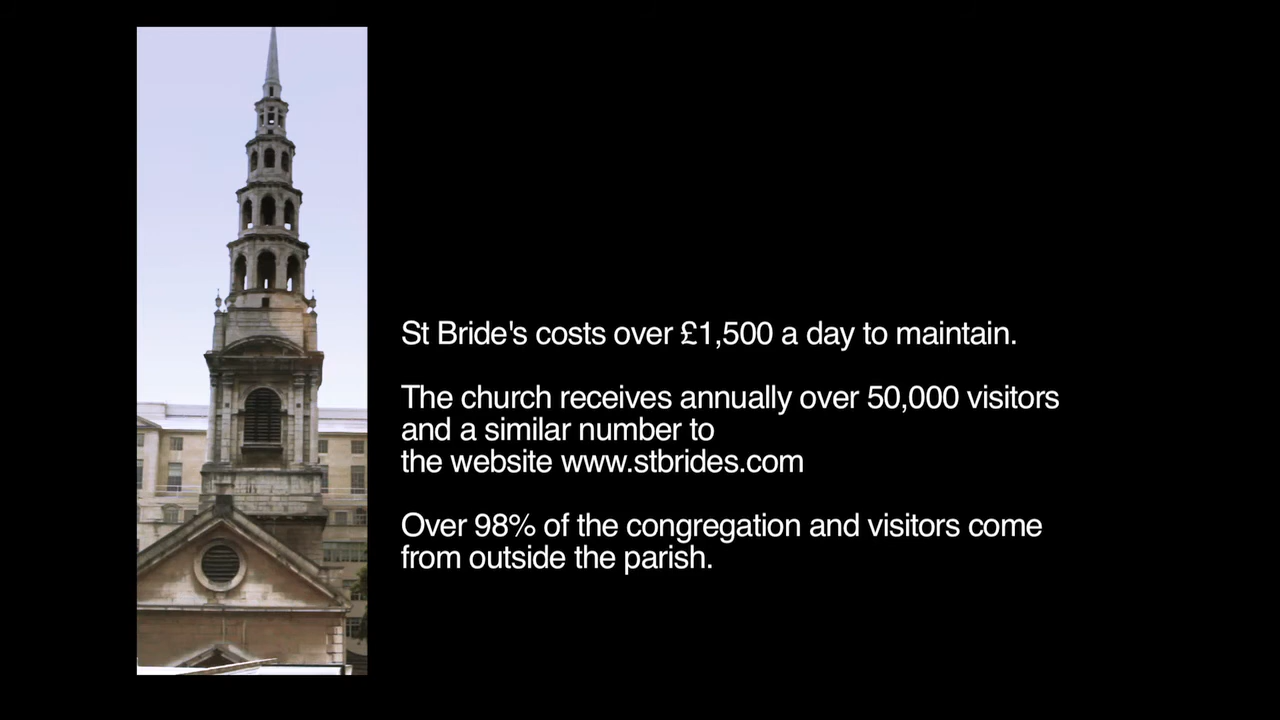 St Bride's costs over £1,500 a day to maintain.
The church receives annually over 50,000 visitors
and a similar number to
the website www.stbrides.com
Over 98% of the congregation and visitors come
from outside the parish.